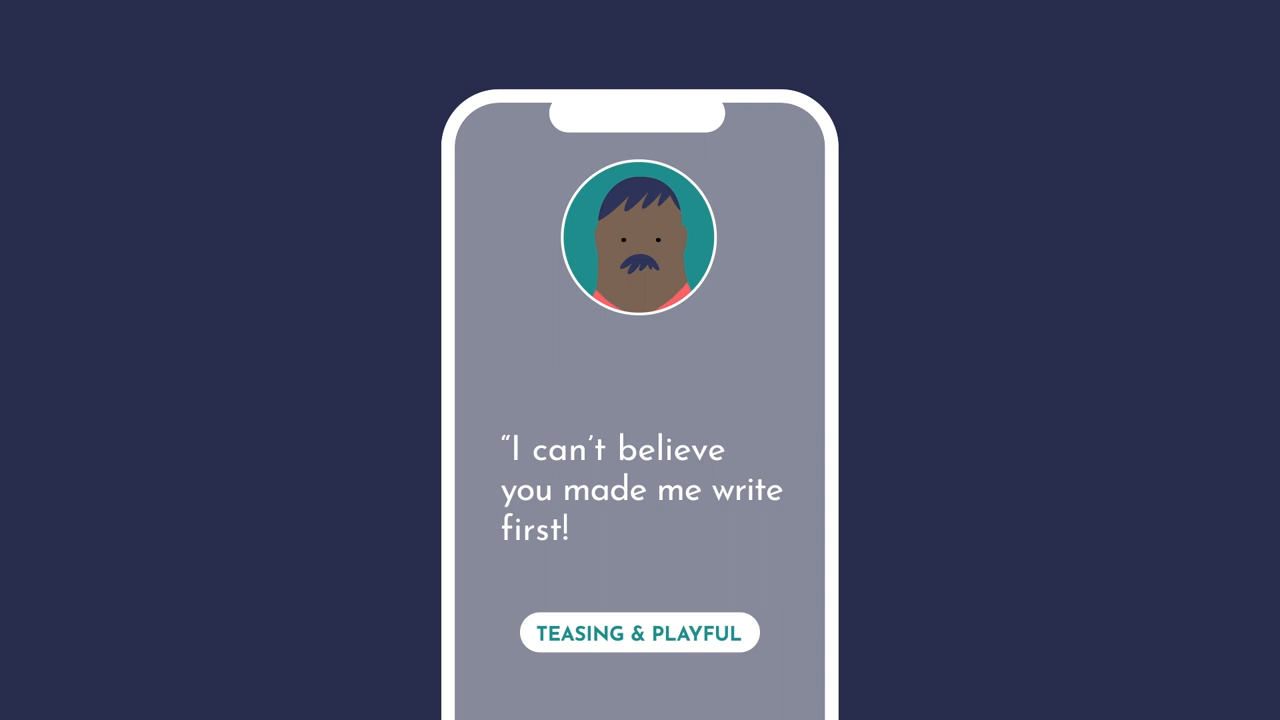 “I can’t believe
you made me write
first!
TEASING & PLAYFUL